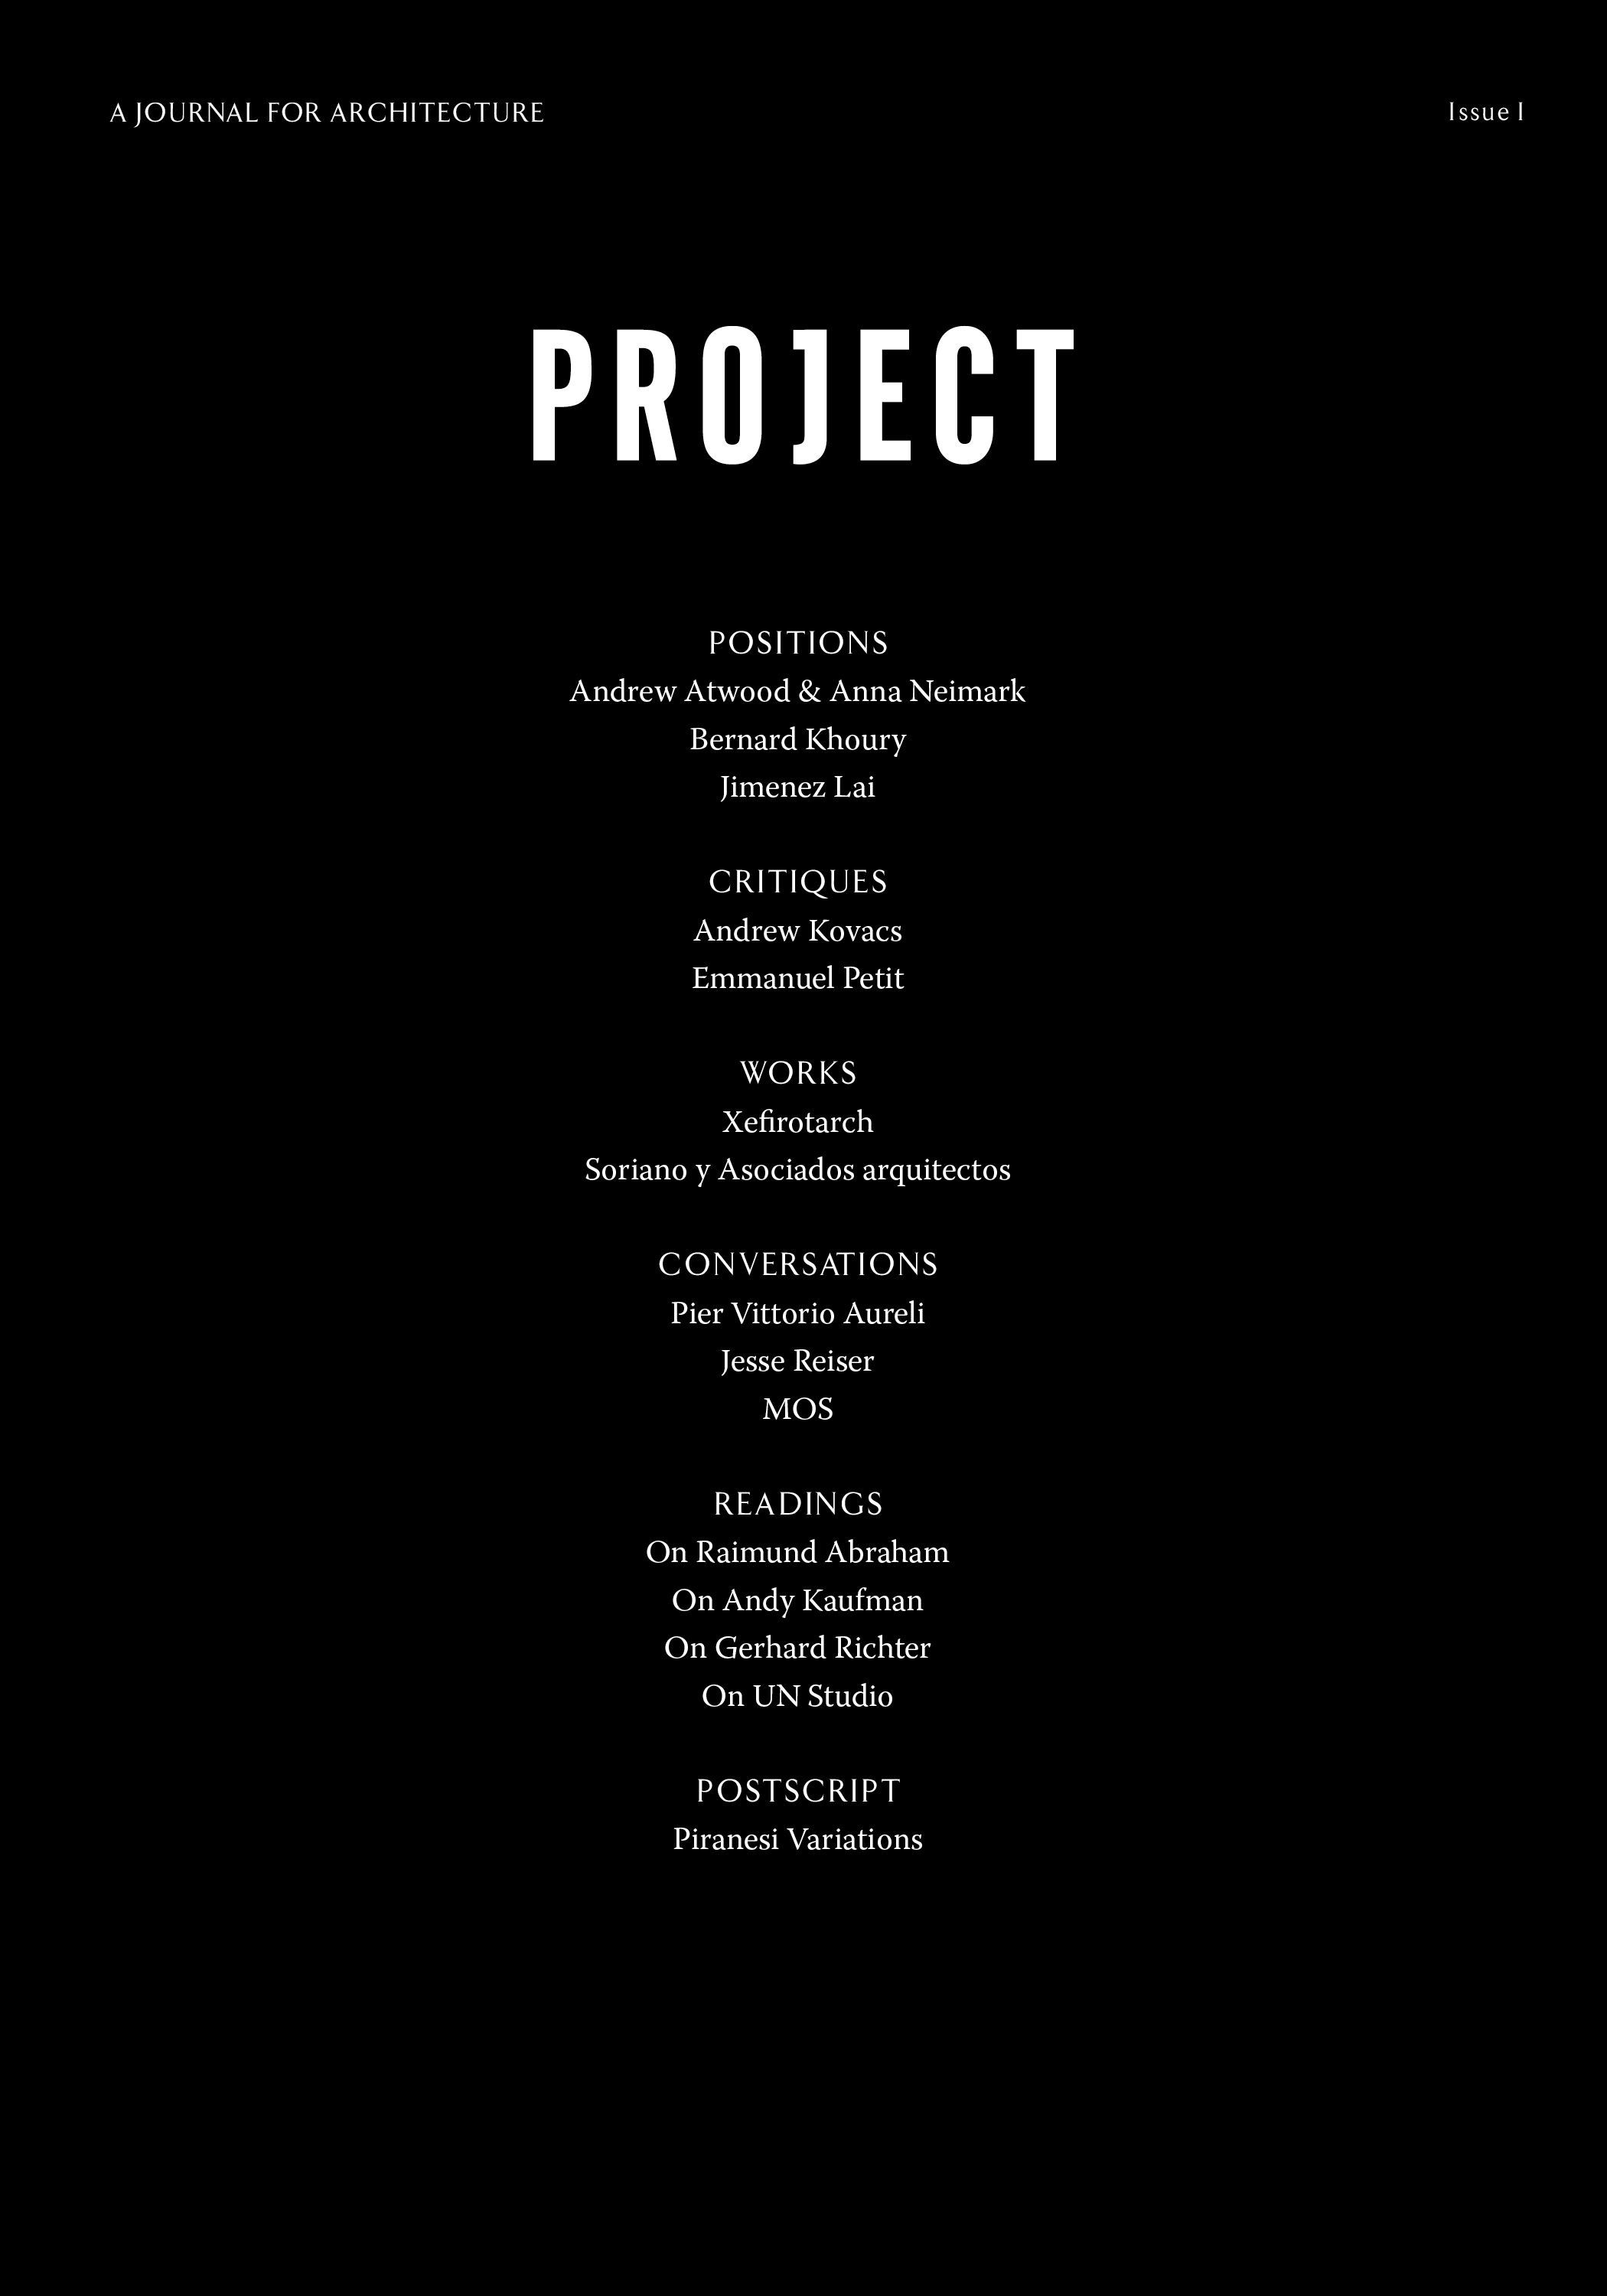 A JOURNAL FOR ARCHITECTURE
Issue I
PROJECT
POSITIONS
Andrew Atwood & Anna Neimark
Bernard Khoury
Jimenez Lai
CRITIQUES
Andrew Kovacs
Emmanuel Petit
WORKS
Xefirotarch
Soriano y Asociados arquitectos
CONVERSATIONS
Pier Vittorio Aureli
Jesse Reiser
MOS
READINGS
On Raimund Abraham
On Andy Kaufman
On Gerhard Richter
On UN Studio
POSTSCRIPT
Piranesi Variations